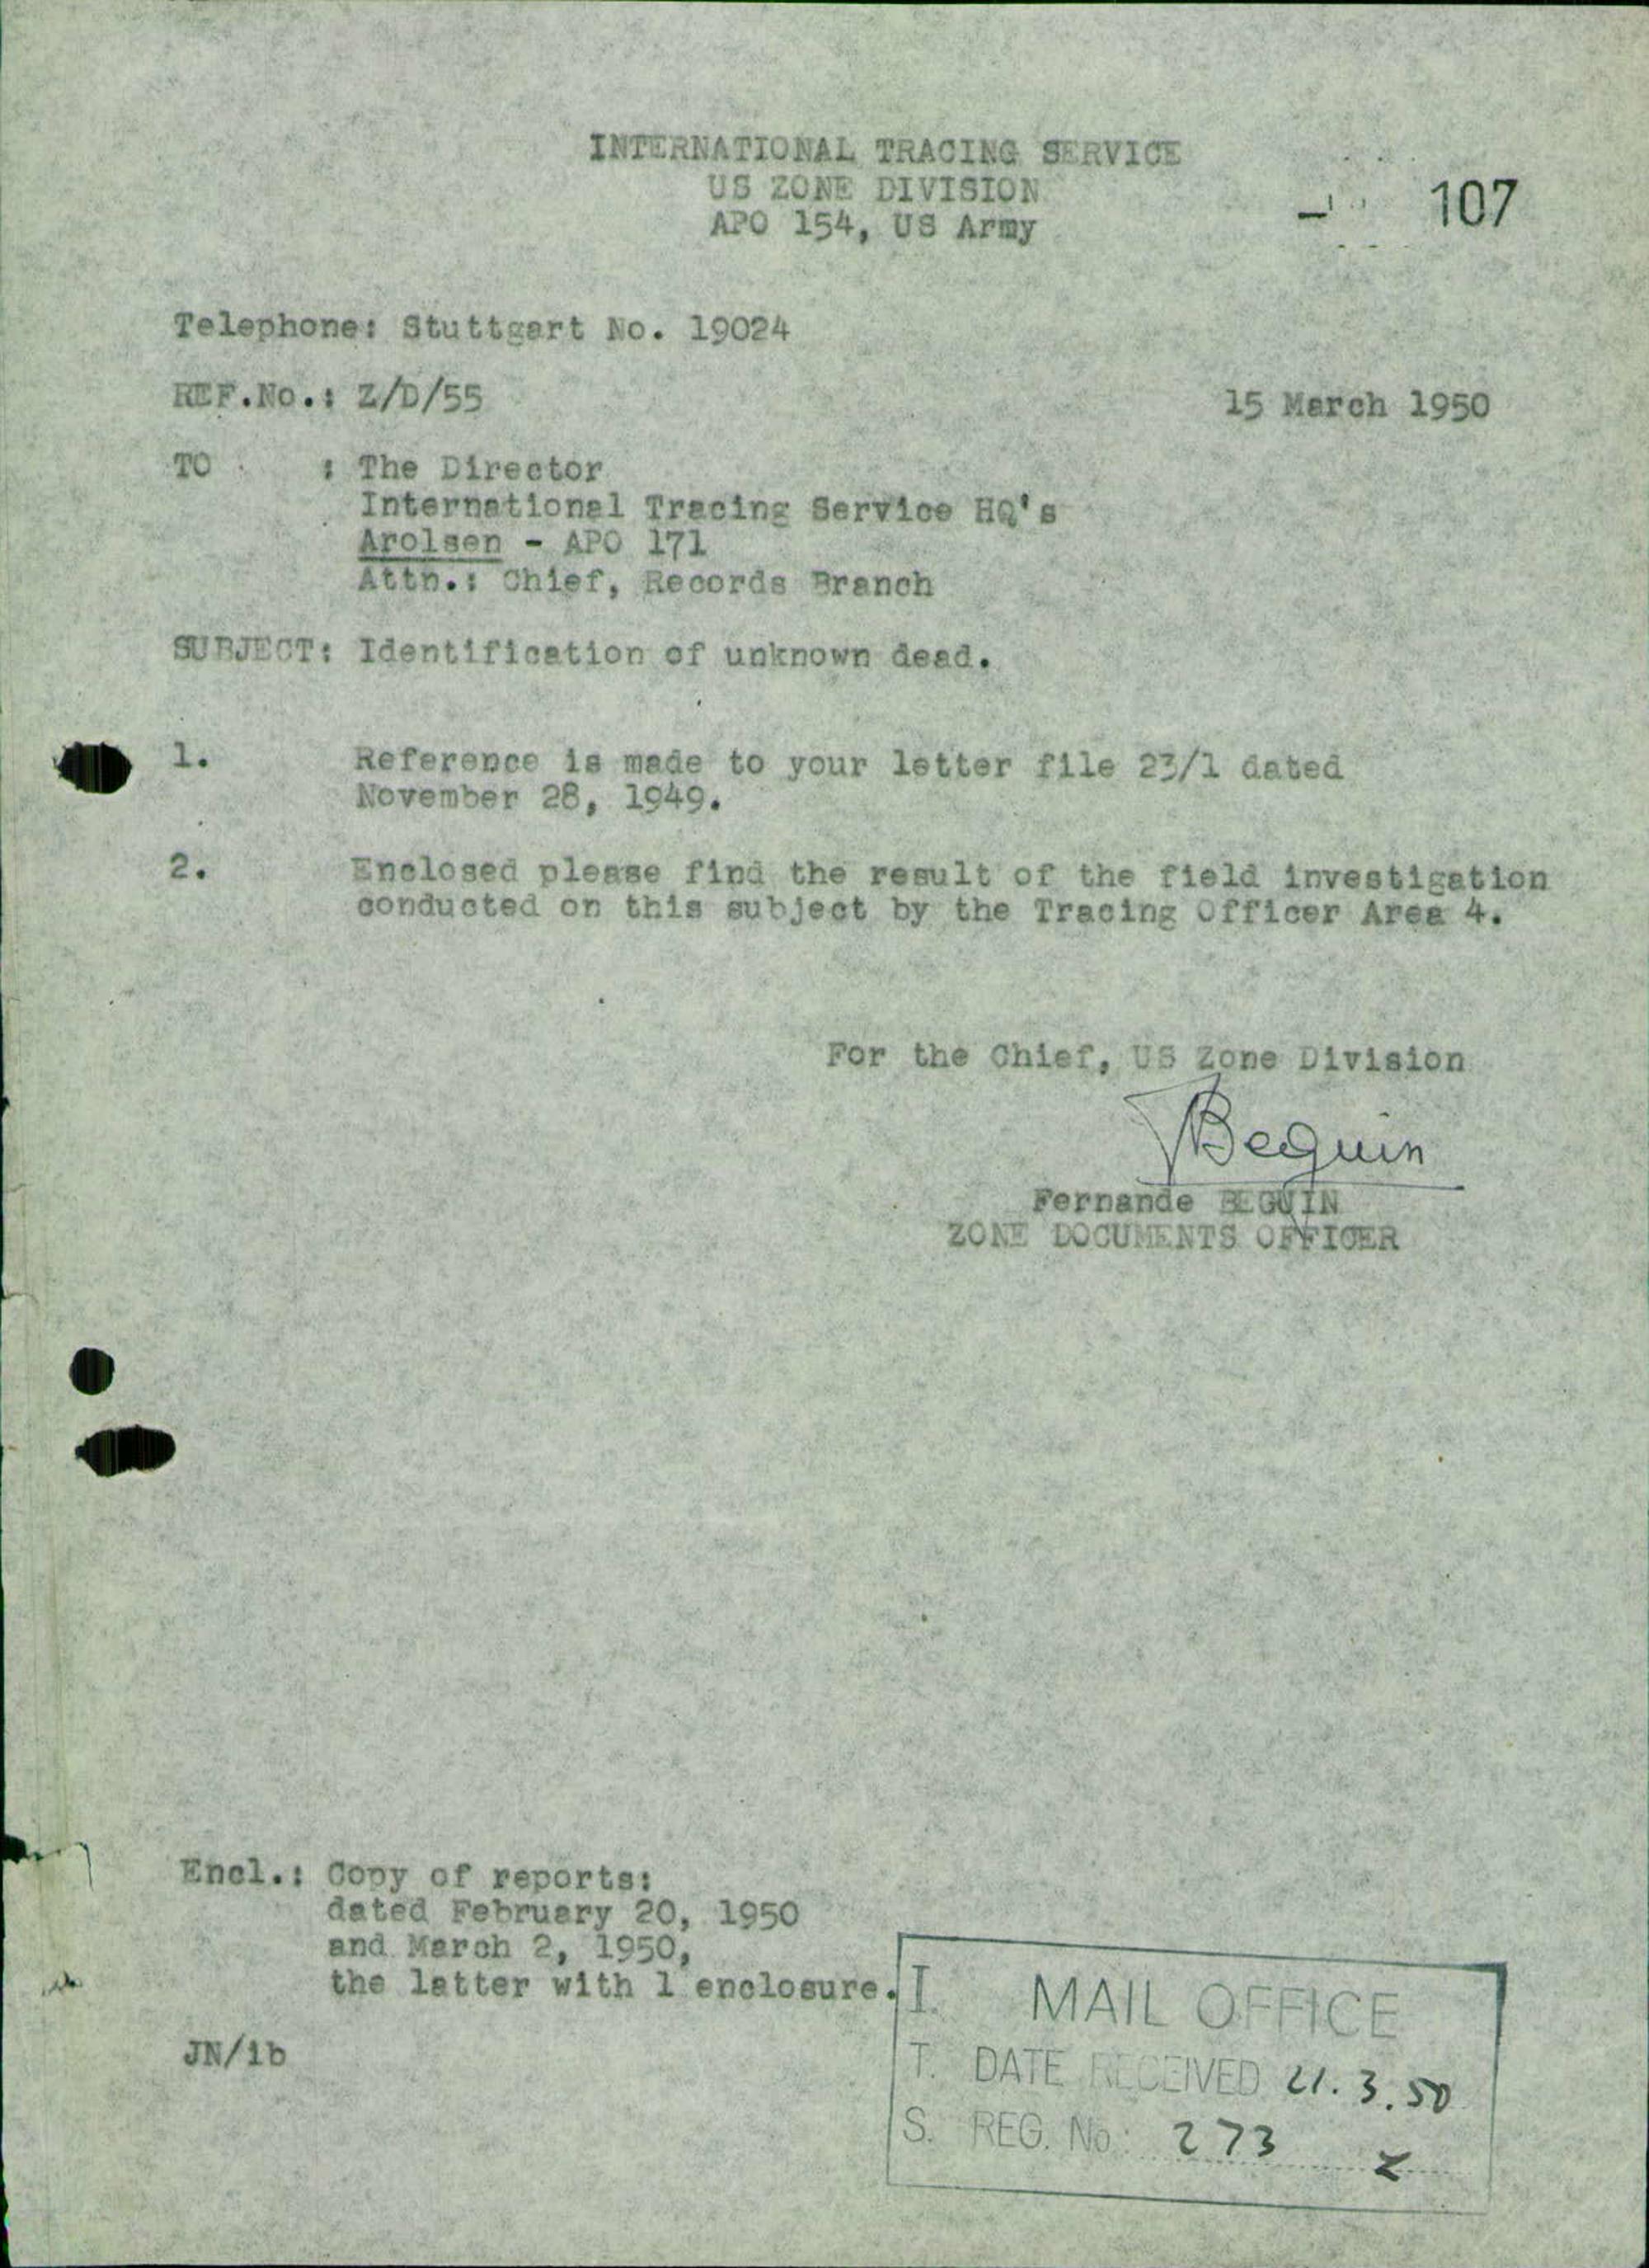 INTERNATIONAL TRACING SERVICE
US ZONE DIVISION
APO 154, US Army
107
Telephone: Stuttgart No. 19024
REF.No.: Z/D/55
15 March 1950
TO : The Director
International Tracing Service HQ's
Arolsen - APO 171
Attn.: Chief, Records Branch
SUBJECT: Identification of unknown dead.
1. Reference is made to your letter file 23/1 dated
November 28, 1949.
2. Enclosed please find the result of the field investigation
conducted on this subject by the Tracing Officer Area 4.
For the Chief, US Zone Division
Beguin
Fernande BEGUIN
ZONE DOCUMENTS OFFICER
Encl.: Copy of reports:
dated February 20, 1950
and March 2, 1950,
the latter with 1 enclosure.
I. MAIL OFFICE
T. DATE RECEIVED 21.3.50
S. REG. No: 273
JN/ib